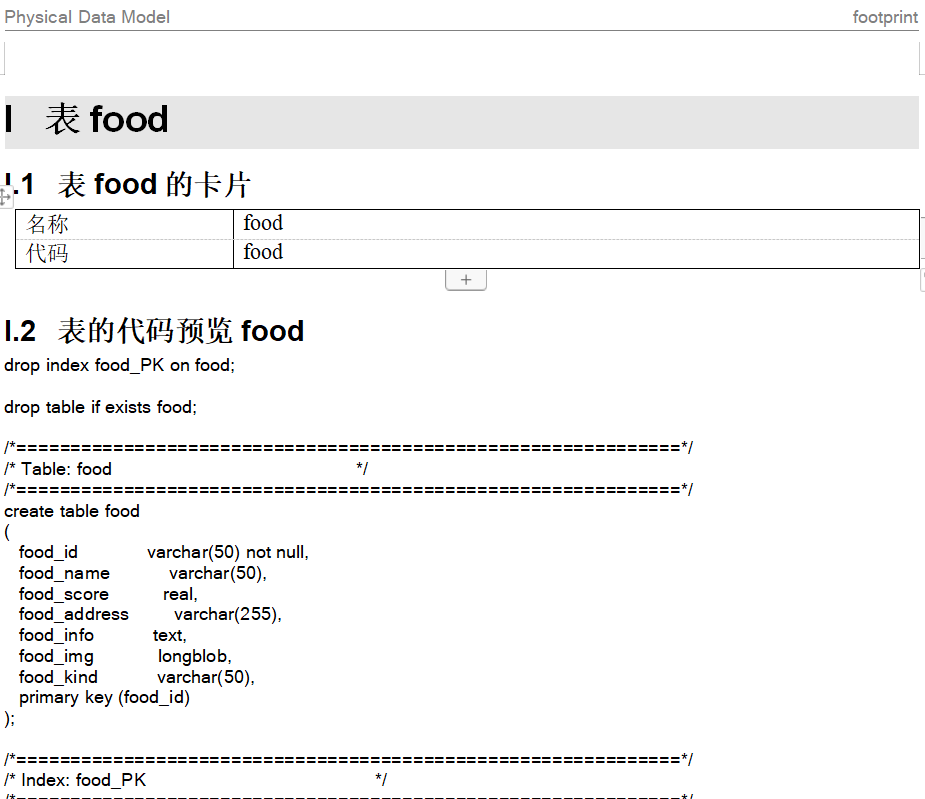 Physical Data Model footprint
I 表 food
I.1 表 food 的卡片
名称 food
代码 food
I.2 表的代码预览 food
drop index food_PK on food;
drop table if exists food;
/*==============================================================*/
/* Table: food */
/*==============================================================*/
create table food
(
food_id varchar(50) not null,
food_name varchar(50),
food_score real,
food_address varchar(255),
food_info text,
food_img longblob,
food_kind varchar(50),
primary key (food_id)
);
/*==============================================================*/
/* Index: food_PK */
/*==============================================================*/